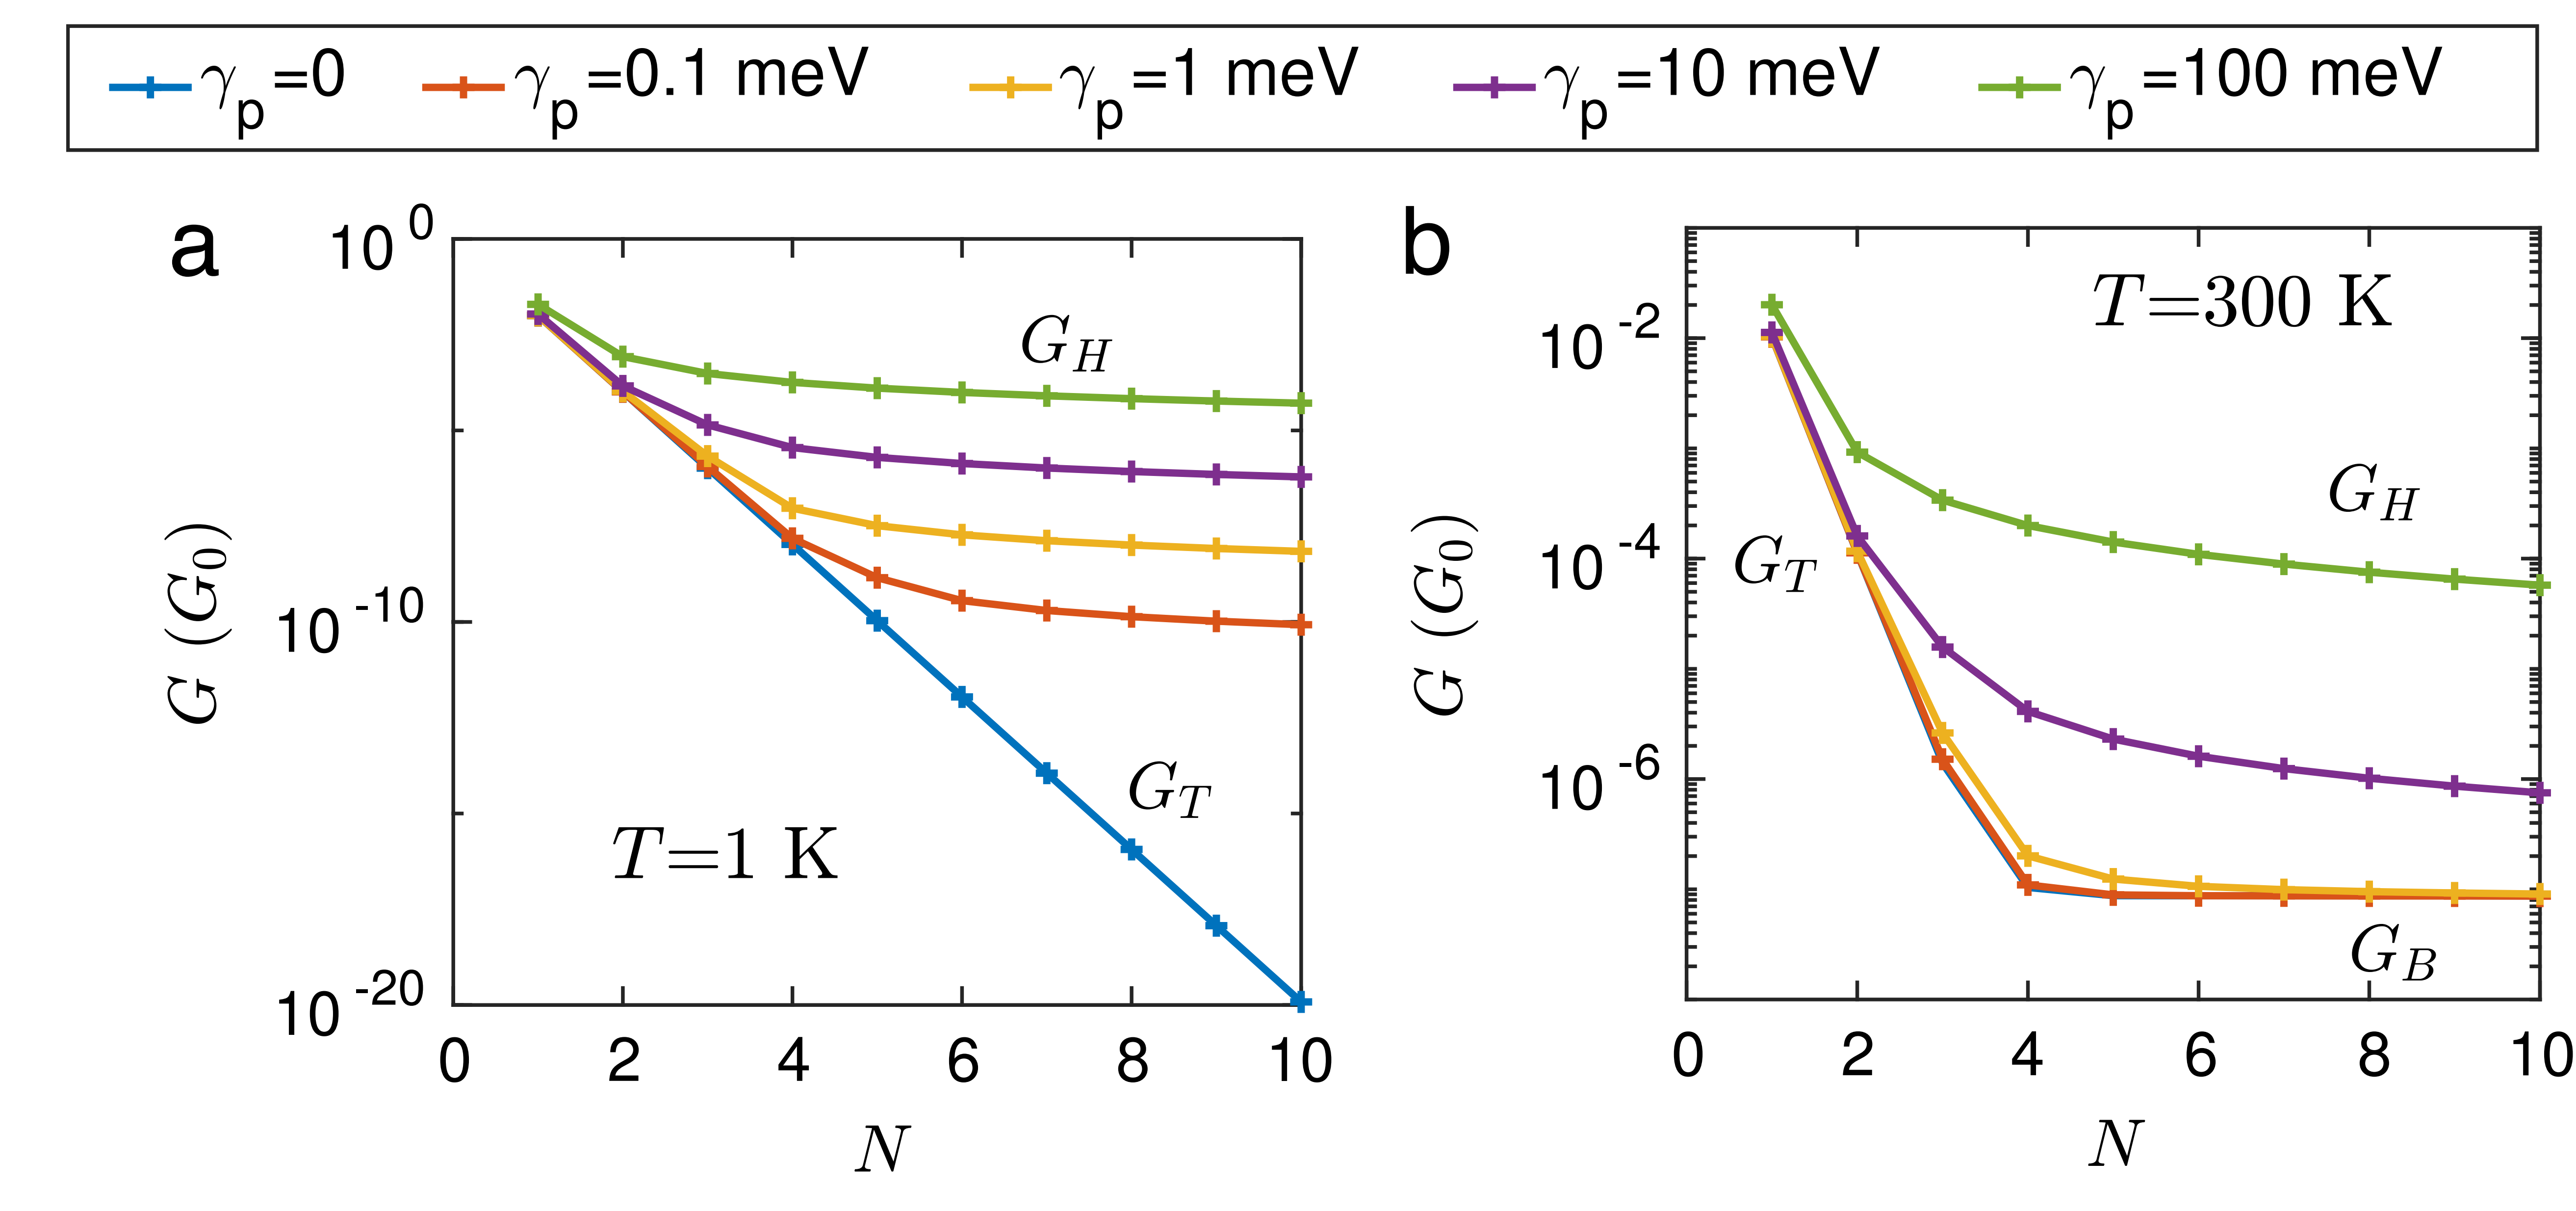 γp=0 γp=0.1 meV γp=1 meV γp=10 meV γp=100 meV
a
10^0
10^-10
10^-20
G (G_0)
G_H
G_T
T=1 K
0 2 4 6 8 10
N
b
10^-2
10^-4
10^-6
G (G_0)
T=300 K
G_H
G_T
G_B
0 2 4 6 8 10
N